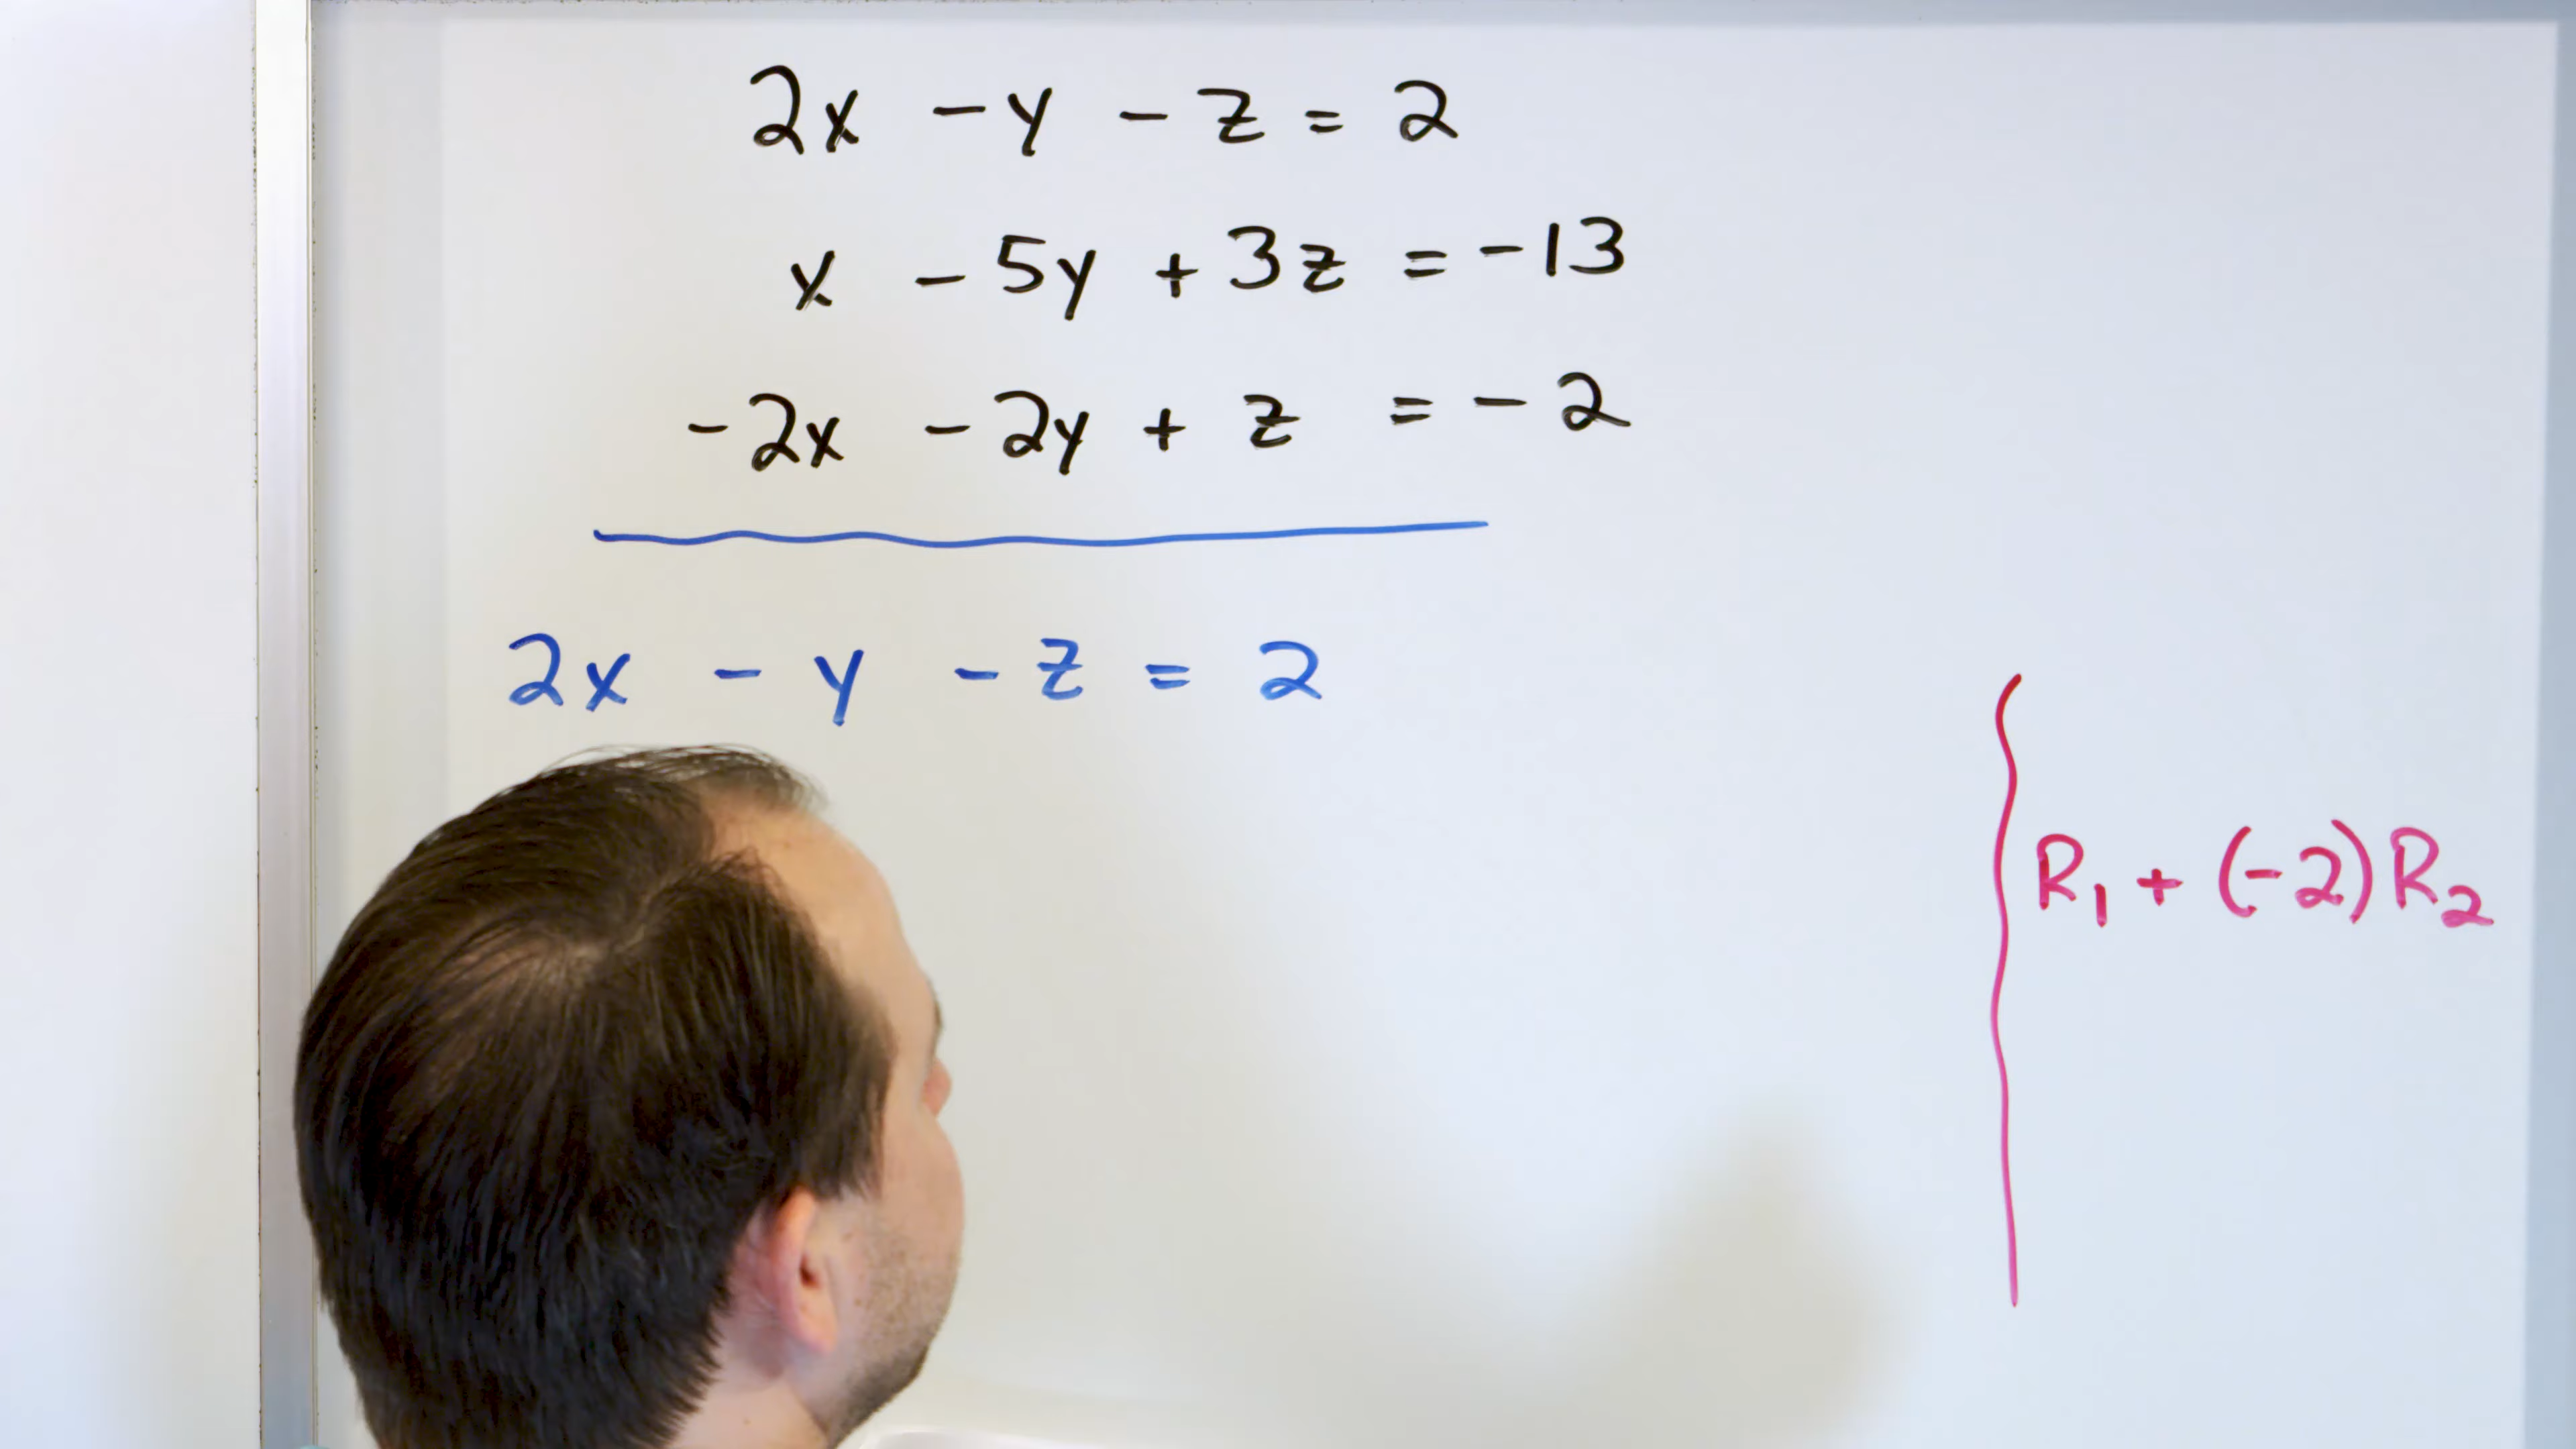 2x - y - z = 2
x - 5y + 3z = -13
-2x - 2y + z = -2
2x - y - z = 2
R₁ + (-2)R₂